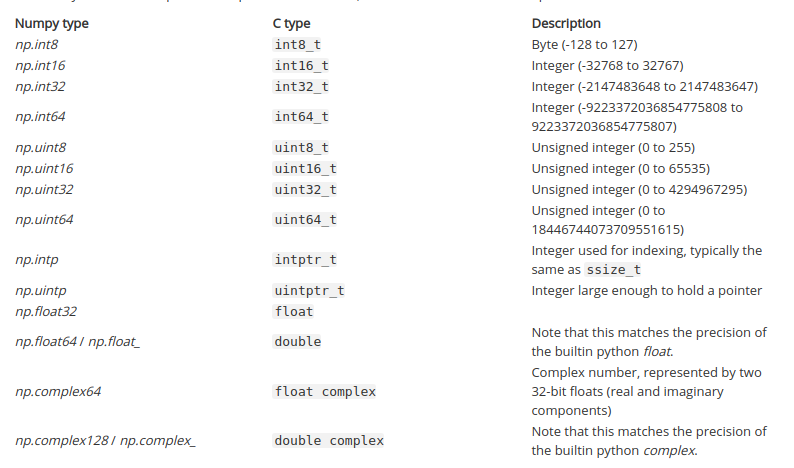 Numpy type C type Description
np.int8 int8_t Byte (-128 to 127)
np.int16 int16_t Integer (-32768 to 32767)
np.int32 int32_t Integer (-2147483648 to 2147483647)
np.int64 int64_t Integer (-9223372036854775808 to
9223372036854775807)
np.uint8 uint8_t Unsigned integer (0 to 255)
np.uint16 uint16_t Unsigned integer (0 to 65535)
np.uint32 uint32_t Unsigned integer (0 to 4294967295)
np.uint64 uint64_t Unsigned integer (0 to
18446744073709551615)
np.intp intptr_t Integer used for indexing, typically the
same as ssize_t
np.uintp uintptr_t Integer large enough to hold a pointer
np.float32 float
np.float64 / np.float_ double Note that this matches the precision of
the builtin python float.
np.complex64 float complex Complex number, represented by two
32-bit floats (real and imaginary
components)
np.complex128 / np.complex_ double complex Note that this matches the precision of
the builtin python complex.